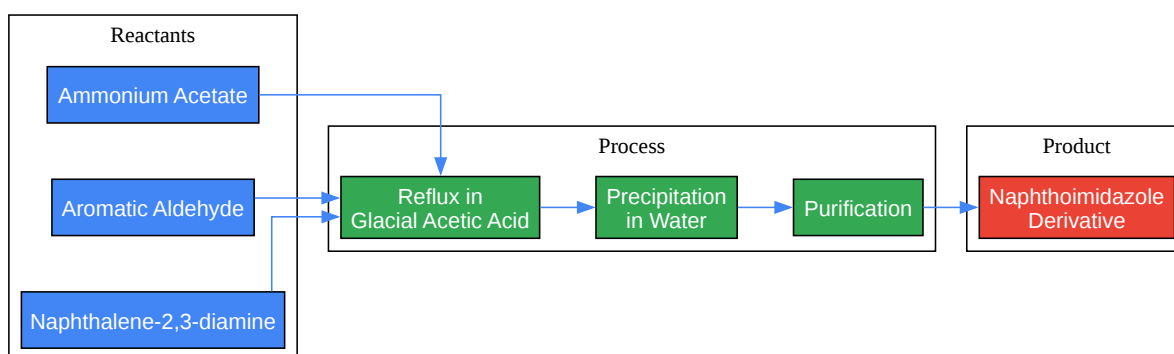 Reactants
Ammonium Acetate
Aromatic Aldehyde
Naphthalene-2,3-diamine
Process
Reflux in
Glacial Acetic Acid
Precipitation
in Water
Purification
Product
Naphthoimidazole
Derivative